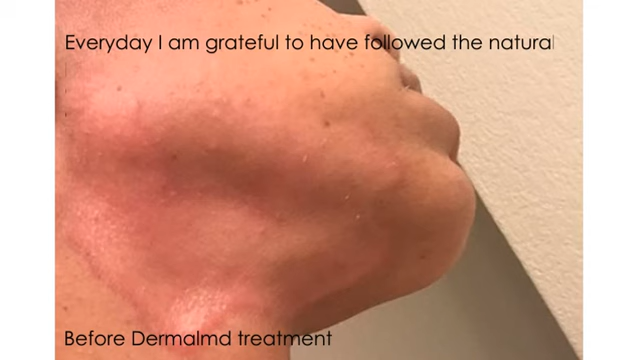 Everyday I am grateful to have followed the natural
Before Dermalmd treatment